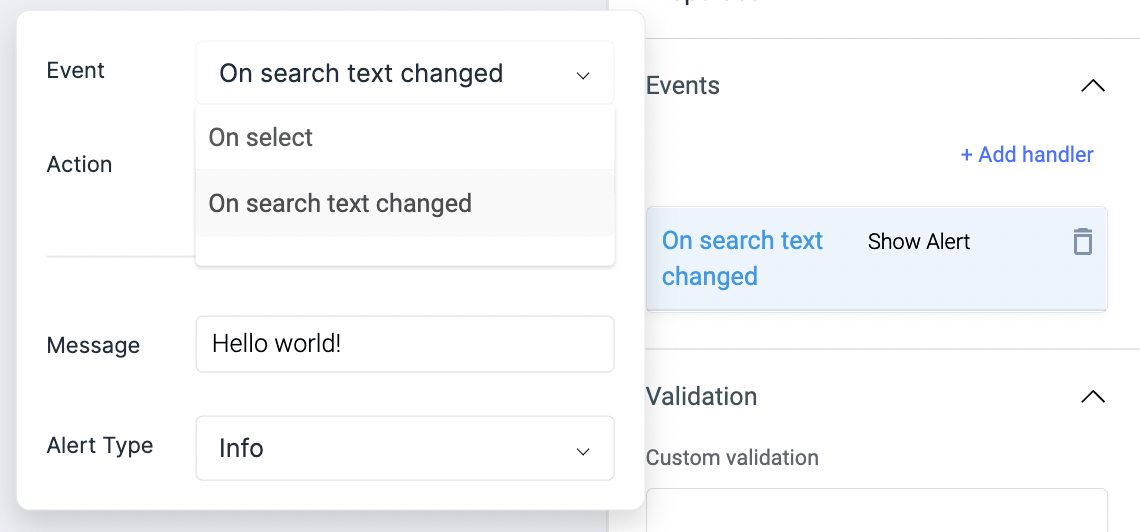 Event
On search text changed
On select
On search text changed
Action
Message
Hello world!
Alert Type
Info
Events
+ Add handler
On search text
changed
Show Alert
Validation
Custom validation